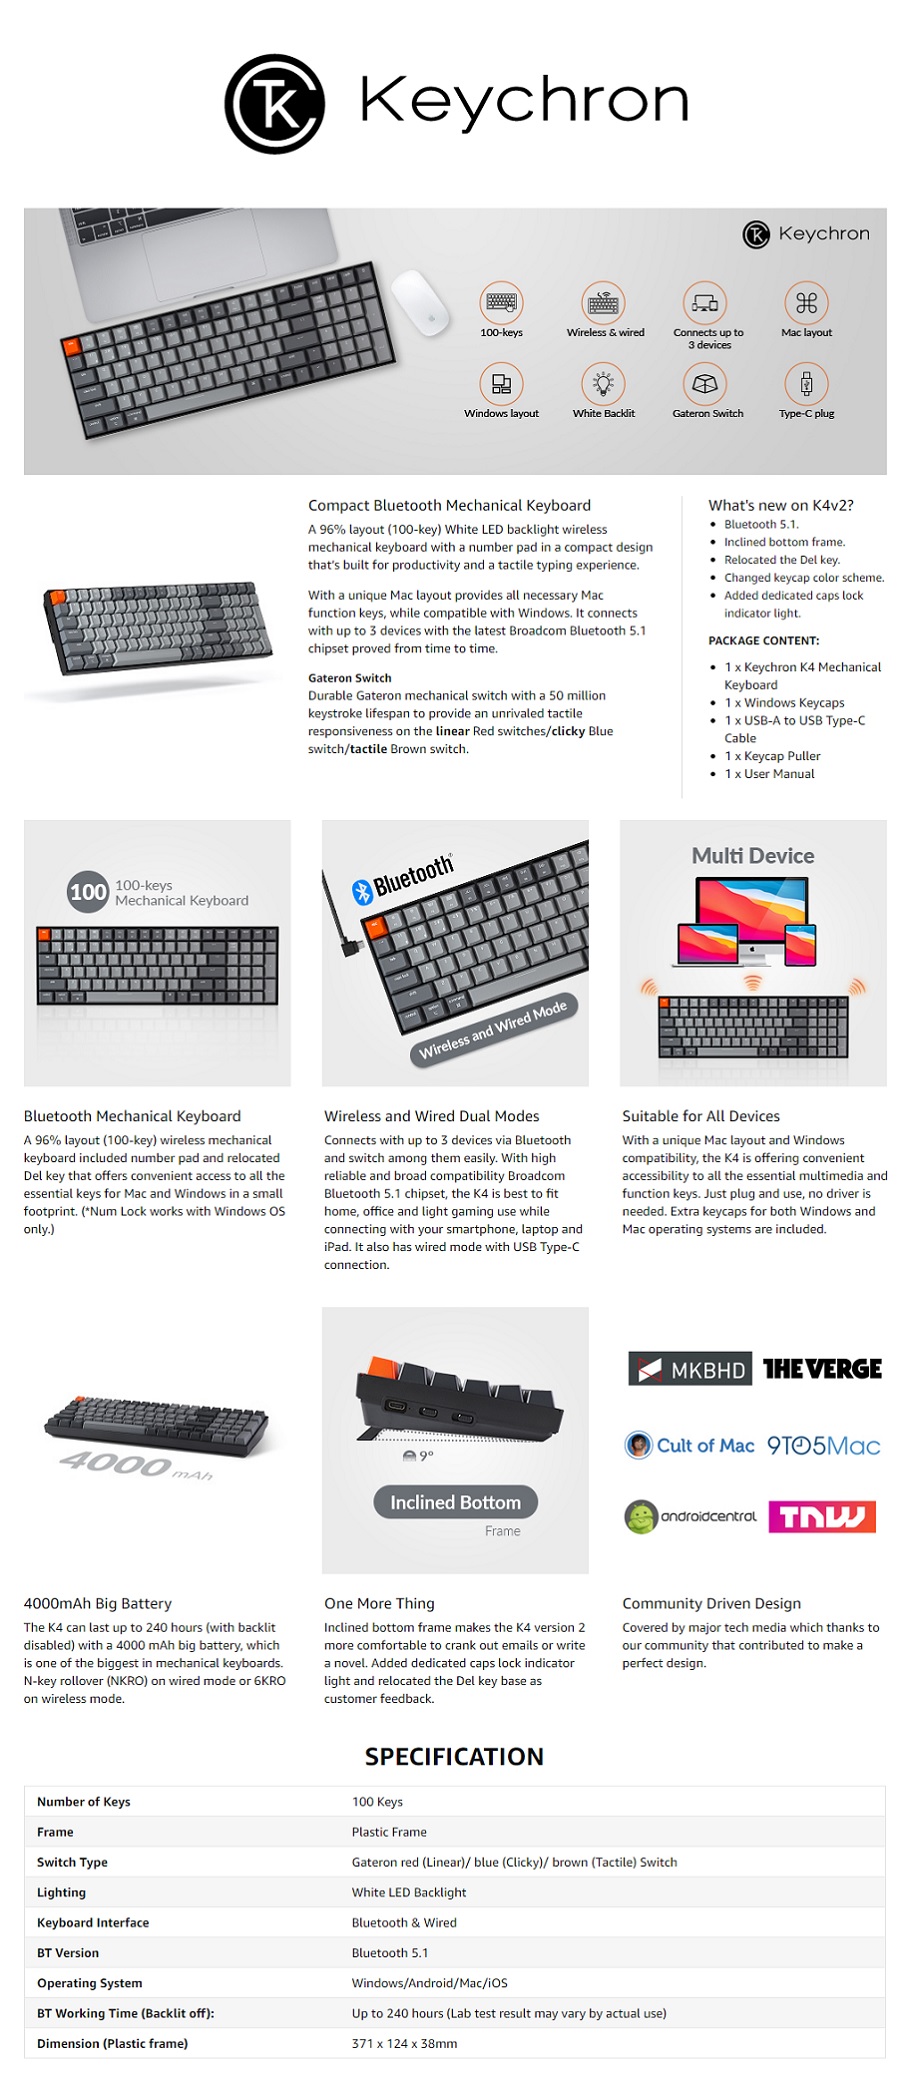 Keychron
Keychron
100-keys
Wireless & wired
Connects up to
3 devices
Mac layout
Windows layout
White Backlit
Gateron Switch
Type-C plug
Compact Bluetooth Mechanical Keyboard
A 96% layout (100-key) White LED backlight wireless
mechanical keyboard with a number pad in a compact design
that's built for productivity and a tactile typing experience.
With a unique Mac layout provides all necessary Mac
function keys, while compatible with Windows. It connects
with up to 3 devices with the latest Broadcom Bluetooth 5.1
chipset proved from time to time.
Gateron Switch
Durable Gateron mechanical switch with a 50 million
keystroke lifespan to provide an unrivaled tactile
responsiveness on the linear Red switches/clicky Blue
switch/tactile Brown switch.
What's new on K4v2?
• Bluetooth 5.1.
• Inclined bottom frame.
• Relocated the Del key.
• Changed keycap color scheme.
• Added dedicated caps lock
indicator light.
PACKAGE CONTENT:
• 1 x Keychron K4 Mechanical
Keyboard
• 1 x Windows Keycaps
• 1 x USB-A to USB Type-C
Cable
• 1 x Keycap Puller
• 1 x User Manual
100
100-keys
Mechanical Keyboard
Bluetooth®
Wireless and Wired Mode
Multi Device
Bluetooth Mechanical Keyboard
A 96% layout (100-key) wireless mechanical
keyboard included number pad and relocated
Del key that offers convenient access to all the
essential keys for Mac and Windows in a small
footprint. (*Num Lock works with Windows OS
only.)
Wireless and Wired Dual Modes
Connects with up to 3 devices via Bluetooth
and switch among them easily. With high
reliable and broad compatibility Broadcom
Bluetooth 5.1 chipset, the K4 is best to fit
home, office and light gaming use while
connecting with your smartphone, laptop and
iPad. It also has wired mode with USB Type-C
connection.
Suitable for All Devices
With a unique Mac layout and Windows
compatibility, the K4 is offering convenient
accessibility to all the essential multimedia and
function keys. Just plug and use, no driver is
needed. Extra keycaps for both Windows and
Mac operating systems are included.
4000 mAh
9°
Inclined Bottom
Frame
MKBHD
THE VERGE
Cult of Mac
9TO5Mac
androidcentral
TNW
4000mAh Big Battery
The K4 can last up to 240 hours (with backlit
disabled) with a 4000 mAh big battery, which
is one of the biggest in mechanical keyboards.
N-key rollover (NKRO) on wired mode or 6KRO
on wireless mode.
One More Thing
Inclined bottom frame makes the K4 version 2
more comfortable to crank out emails or write
a novel. Added dedicated caps lock indicator
light and relocated the Del key base as
customer feedback.
Community Driven Design
Covered by major tech media which thanks to
our community that contributed to make a
perfect design.
SPECIFICATION
Number of Keys 100 Keys
Frame Plastic Frame
Switch Type Gateron red (Linear)/ blue (Clicky)/ brown (Tactile) Switch
Lighting White LED Backlight
Keyboard Interface Bluetooth & Wired
BT Version Bluetooth 5.1
Operating System Windows/Android/Mac/iOS
BT Working Time (Backlit off): Up to 240 hours (Lab test result may vary by actual use)
Dimension (Plastic frame) 371 x 124 x 38mm